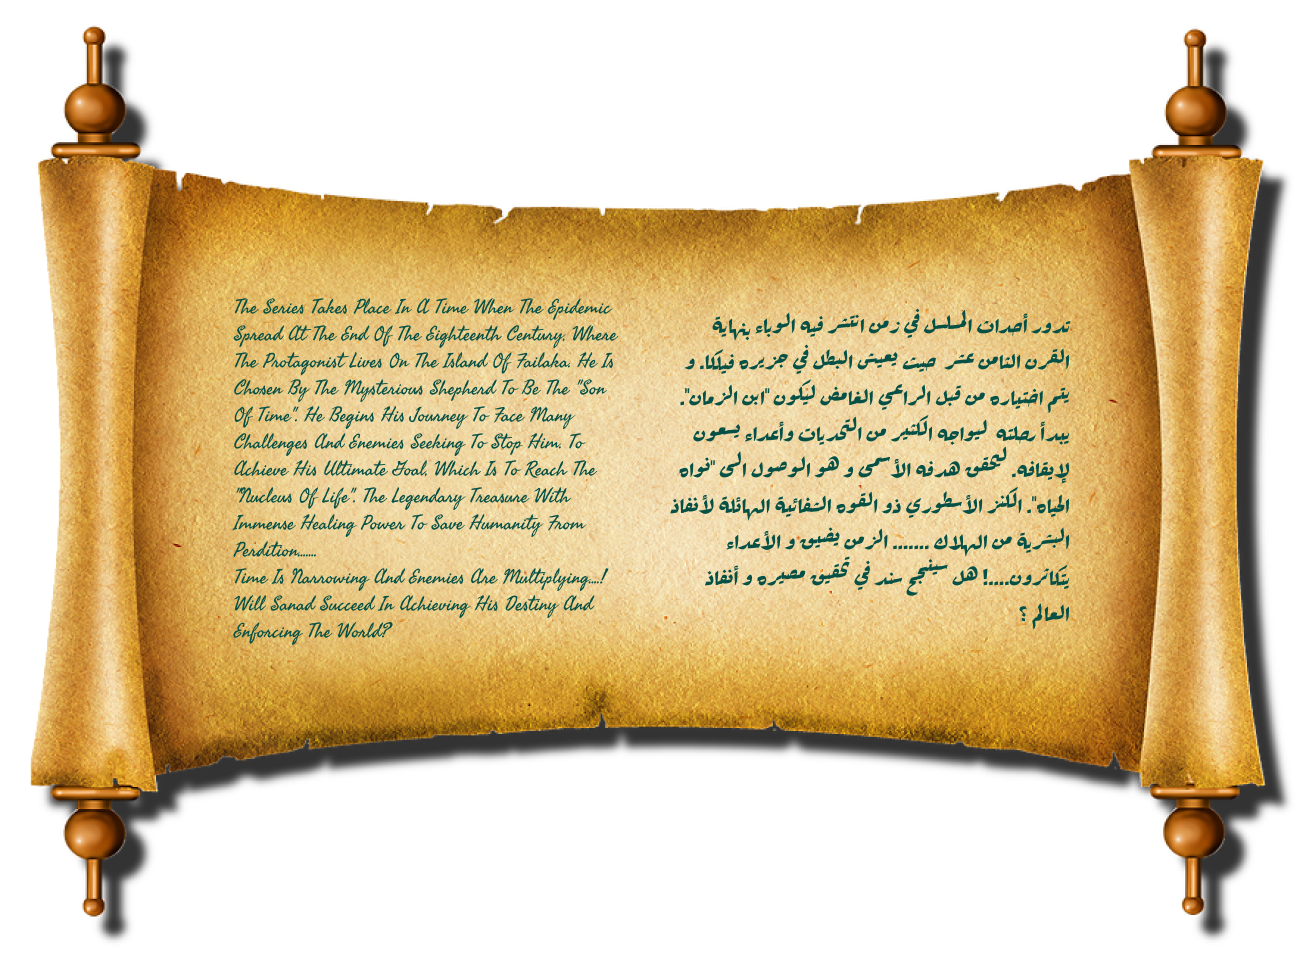 The Series Takes Place In A Time When The Epidemic
Spread At The End Of The Eighteenth Century, Where
The Protagonist Lives On The Island Of Failaka. He Is
Chosen By The Mysterious Shepherd To Be The "Son
Of Time". He Begins His Journey To Face Many
Challenges And Enemies Seeking To Stop Him. To
Achieve His Ultimate Goal, Which Is To Reach The
"Nucleus Of Life". The Legendary Treasure With
Immense Healing Power To Save Humanity From
Perdition.......
Time Is Narrowing And Enemies Are Multiplying....!
Will Sanad Succeed In Achieving His Destiny And
Enforcing The World?
تدور أحداث المسلسل في زمن انتشر فيه الوباء بنهاية
القرن الثامن عشر حيث يعيش البطل في جزيره فيلكا. و
يتم اختياره من قبل الراعي الغامض ليكون "ابن الزمان".
يبدأ رحلته ليواجه الكثير من التحديات وأعداء يسعون
لإيقافه. ليحقق هدفه الأسمى و هو الوصول الى "نواه
الحياه". الكنز الأسطوري ذو القوه الشفائية الهائلة لأنقاذ
البشرية من الهلاك ....... الزمن يضيق و الأعداء
يتكاثرون....! هل سينجح سند في تحقيق مصيره و أنقاذ
العالم ؟